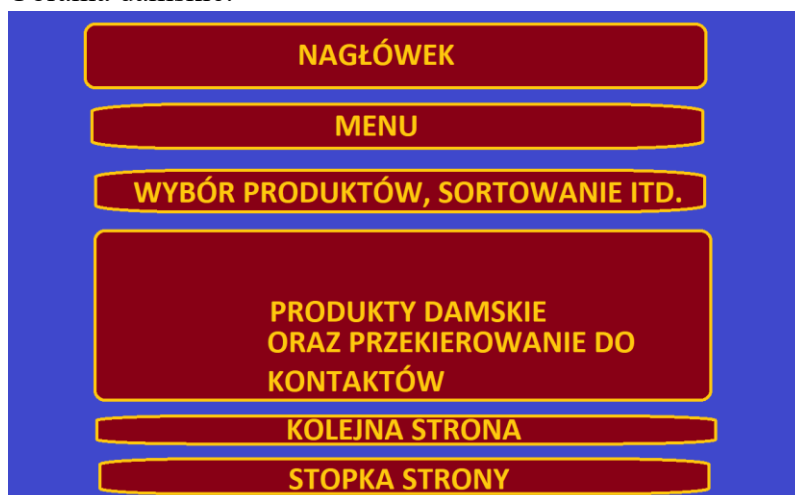 NAGŁÓWEK
MENU
WYBÓR PRODUKTÓW, SORTOWANIE ITD.
PRODUKTY DAMSKIE
ORAZ PRZEKIEROWANIE DO
KONTAKTÓW
KOLEJNA STRONA
STOPKA STRONY